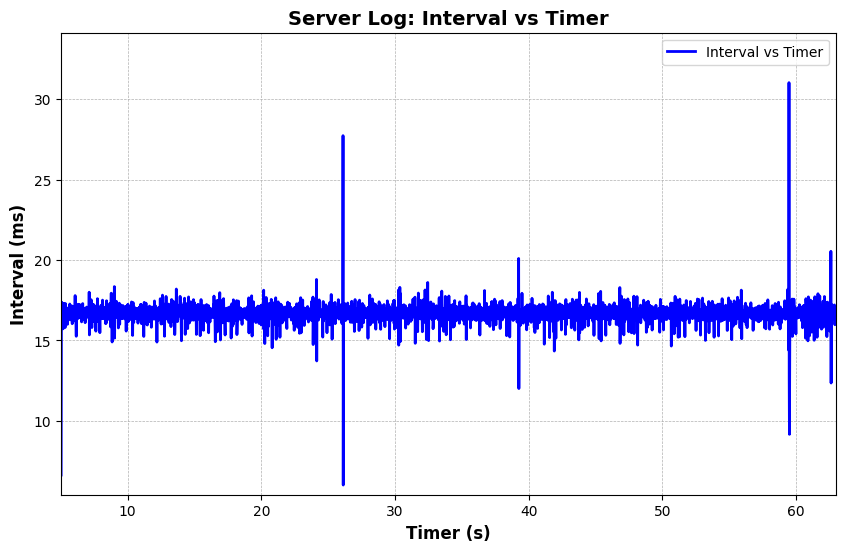 Server Log: Interval vs Timer
Interval vs Timer
30
25
20
15
10
Interval (ms)
10 20 30 40 50 60
Timer (s)